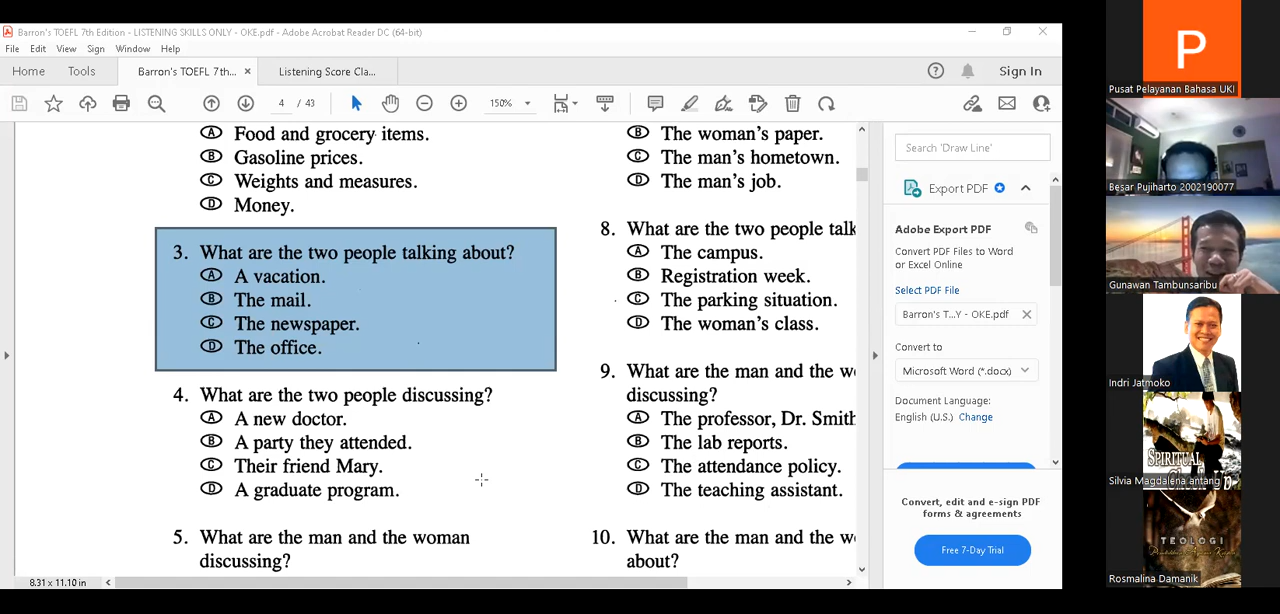 Barron's TOEFL 7th Edition - LISTENING SKILLS ONLY - OKE.pdf - Adobe Acrobat Reader DC (64-bit)
File Edit View Sign Window Help
Home Tools Barron's TOEFL 7th... × Listening Score Cla... Sign In
4 / 43 150%
A Food and grocery items.
B Gasoline prices.
C Weights and measures.
D Money.
3. What are the two people talking about?
A A vacation.
B The mail.
C The newspaper.
D The office.
4. What are the two people discussing?
A A new doctor.
B A party they attended.
C Their friend Mary.
D A graduate program.
5. What are the man and the woman
discussing?
B The woman's paper.
C The man's hometown.
D The man's job.
8. What are the two people talk
A The campus.
B Registration week.
C The parking situation.
D The woman's class.
9. What are the man and the w
discussing?
A The professor, Dr. Smith
B The lab reports.
C The attendance policy.
D The teaching assistant.
10. What are the man and the w
about?
8.31 x 11.10 in
Search 'Draw Line'
Export PDF
Adobe Export PDF
Convert PDF Files to Word
or Excel Online
Select PDF File
Barron's T...Y - OKE.pdf
Convert to
Microsoft Word (*.docx)
Document Language:
English (U.S.) Change
Convert, edit and e-sign PDF
forms & agreements
Free 7-Day Trial
P
Pusat Pelayanan Bahasa UKI
Besar Pujiharto 2002190077
Gunawan Tambunsaribu
Indri Jatmoko
SPIRITUAL
Silvia Magdalena antang
TEOLOGI
Rosmalina Damanik